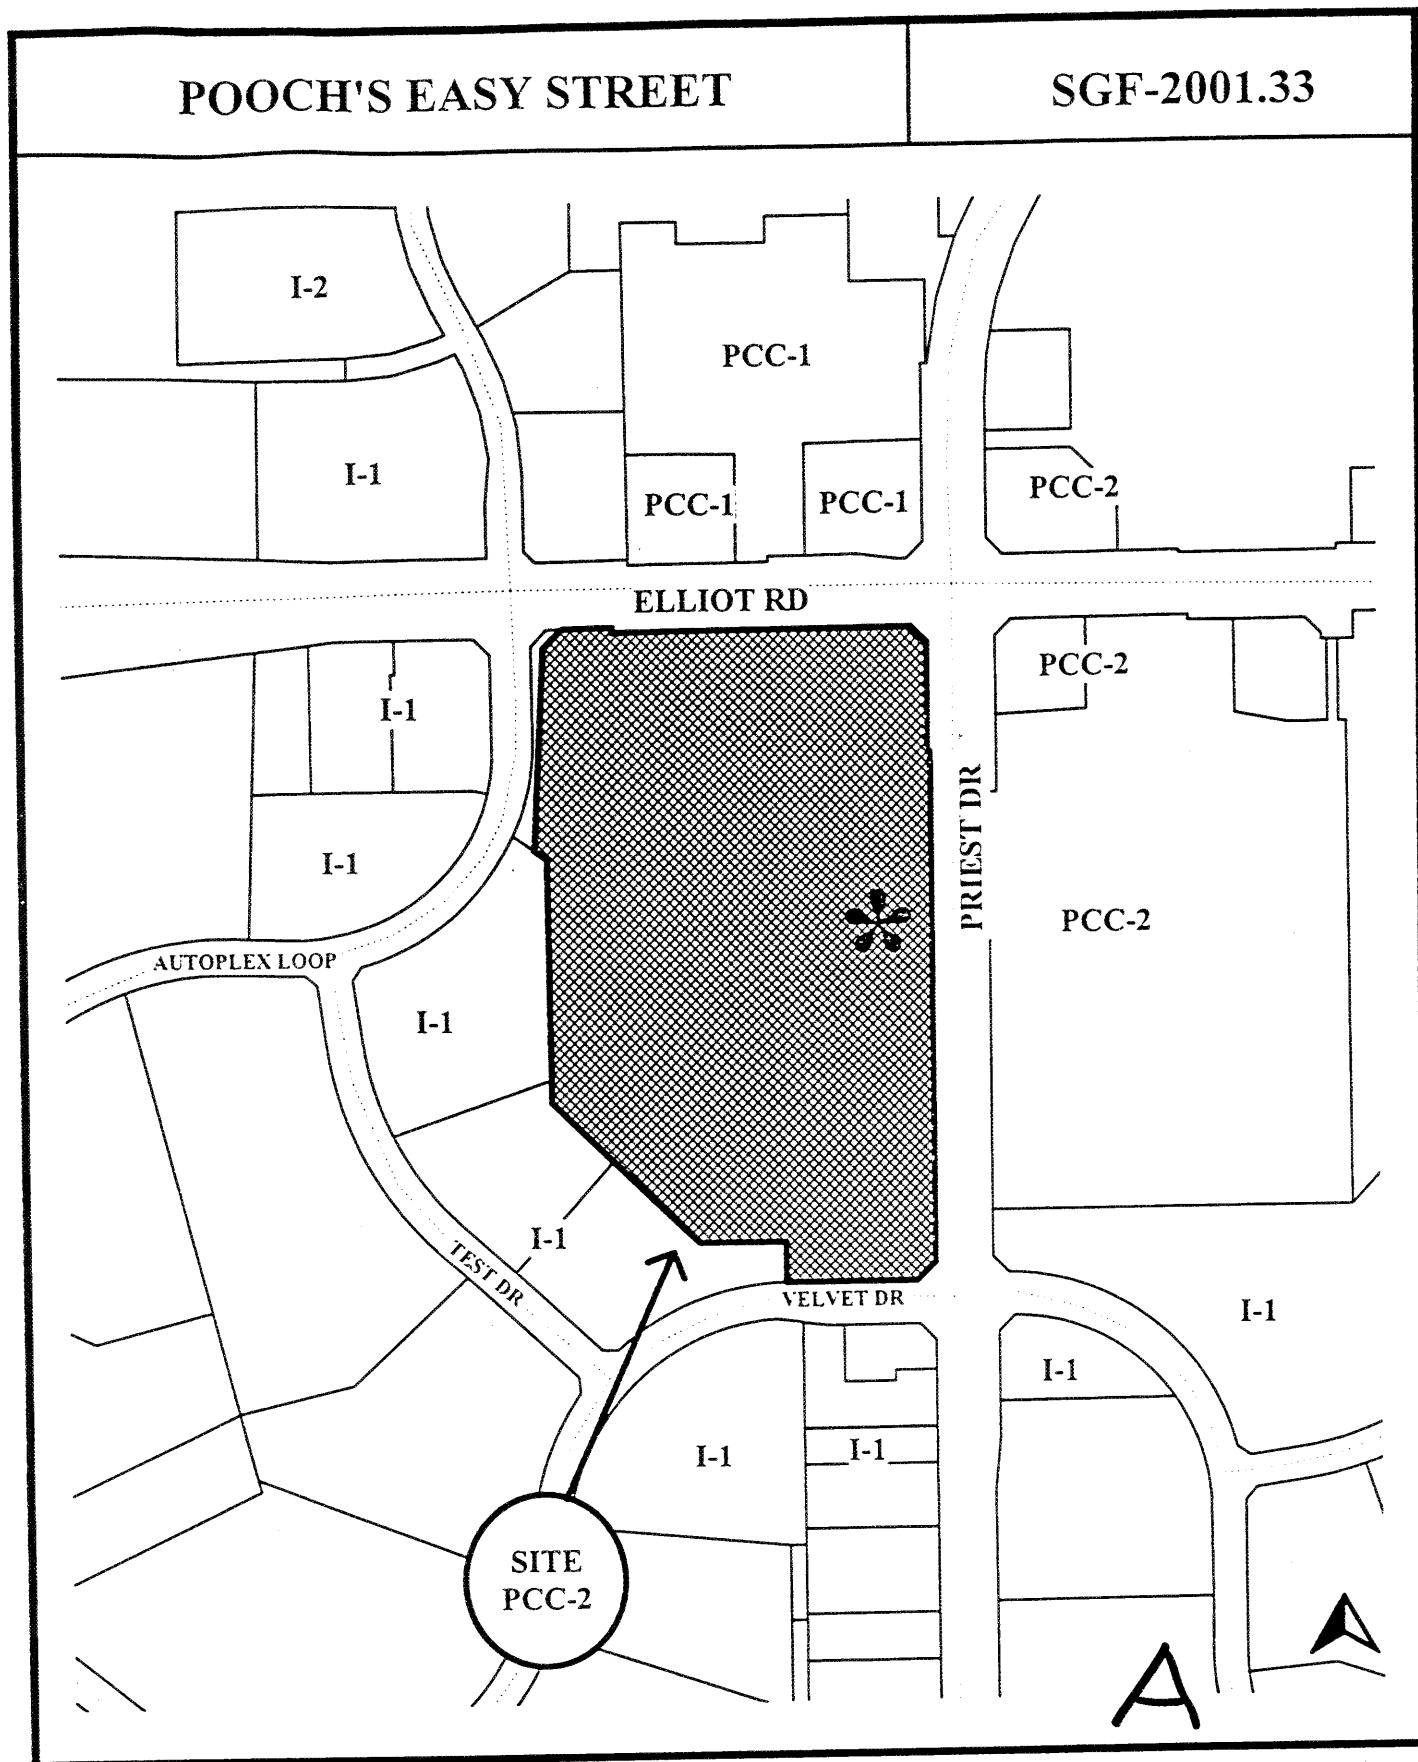 POOCH'S EASY STREET
SGF-2001.33
I-2
PCC-1
I-1
PCC-1
PCC-1
PCC-2
ELLIOT RD
PCC-2
I-1
PRIEST DR
I-1
PCC-2
AUTOPLEX LOOP
I-1
I-1
TEST DR
VELVET DR
I-1
I-1
I-1
I-1
SITE
PCC-2
A